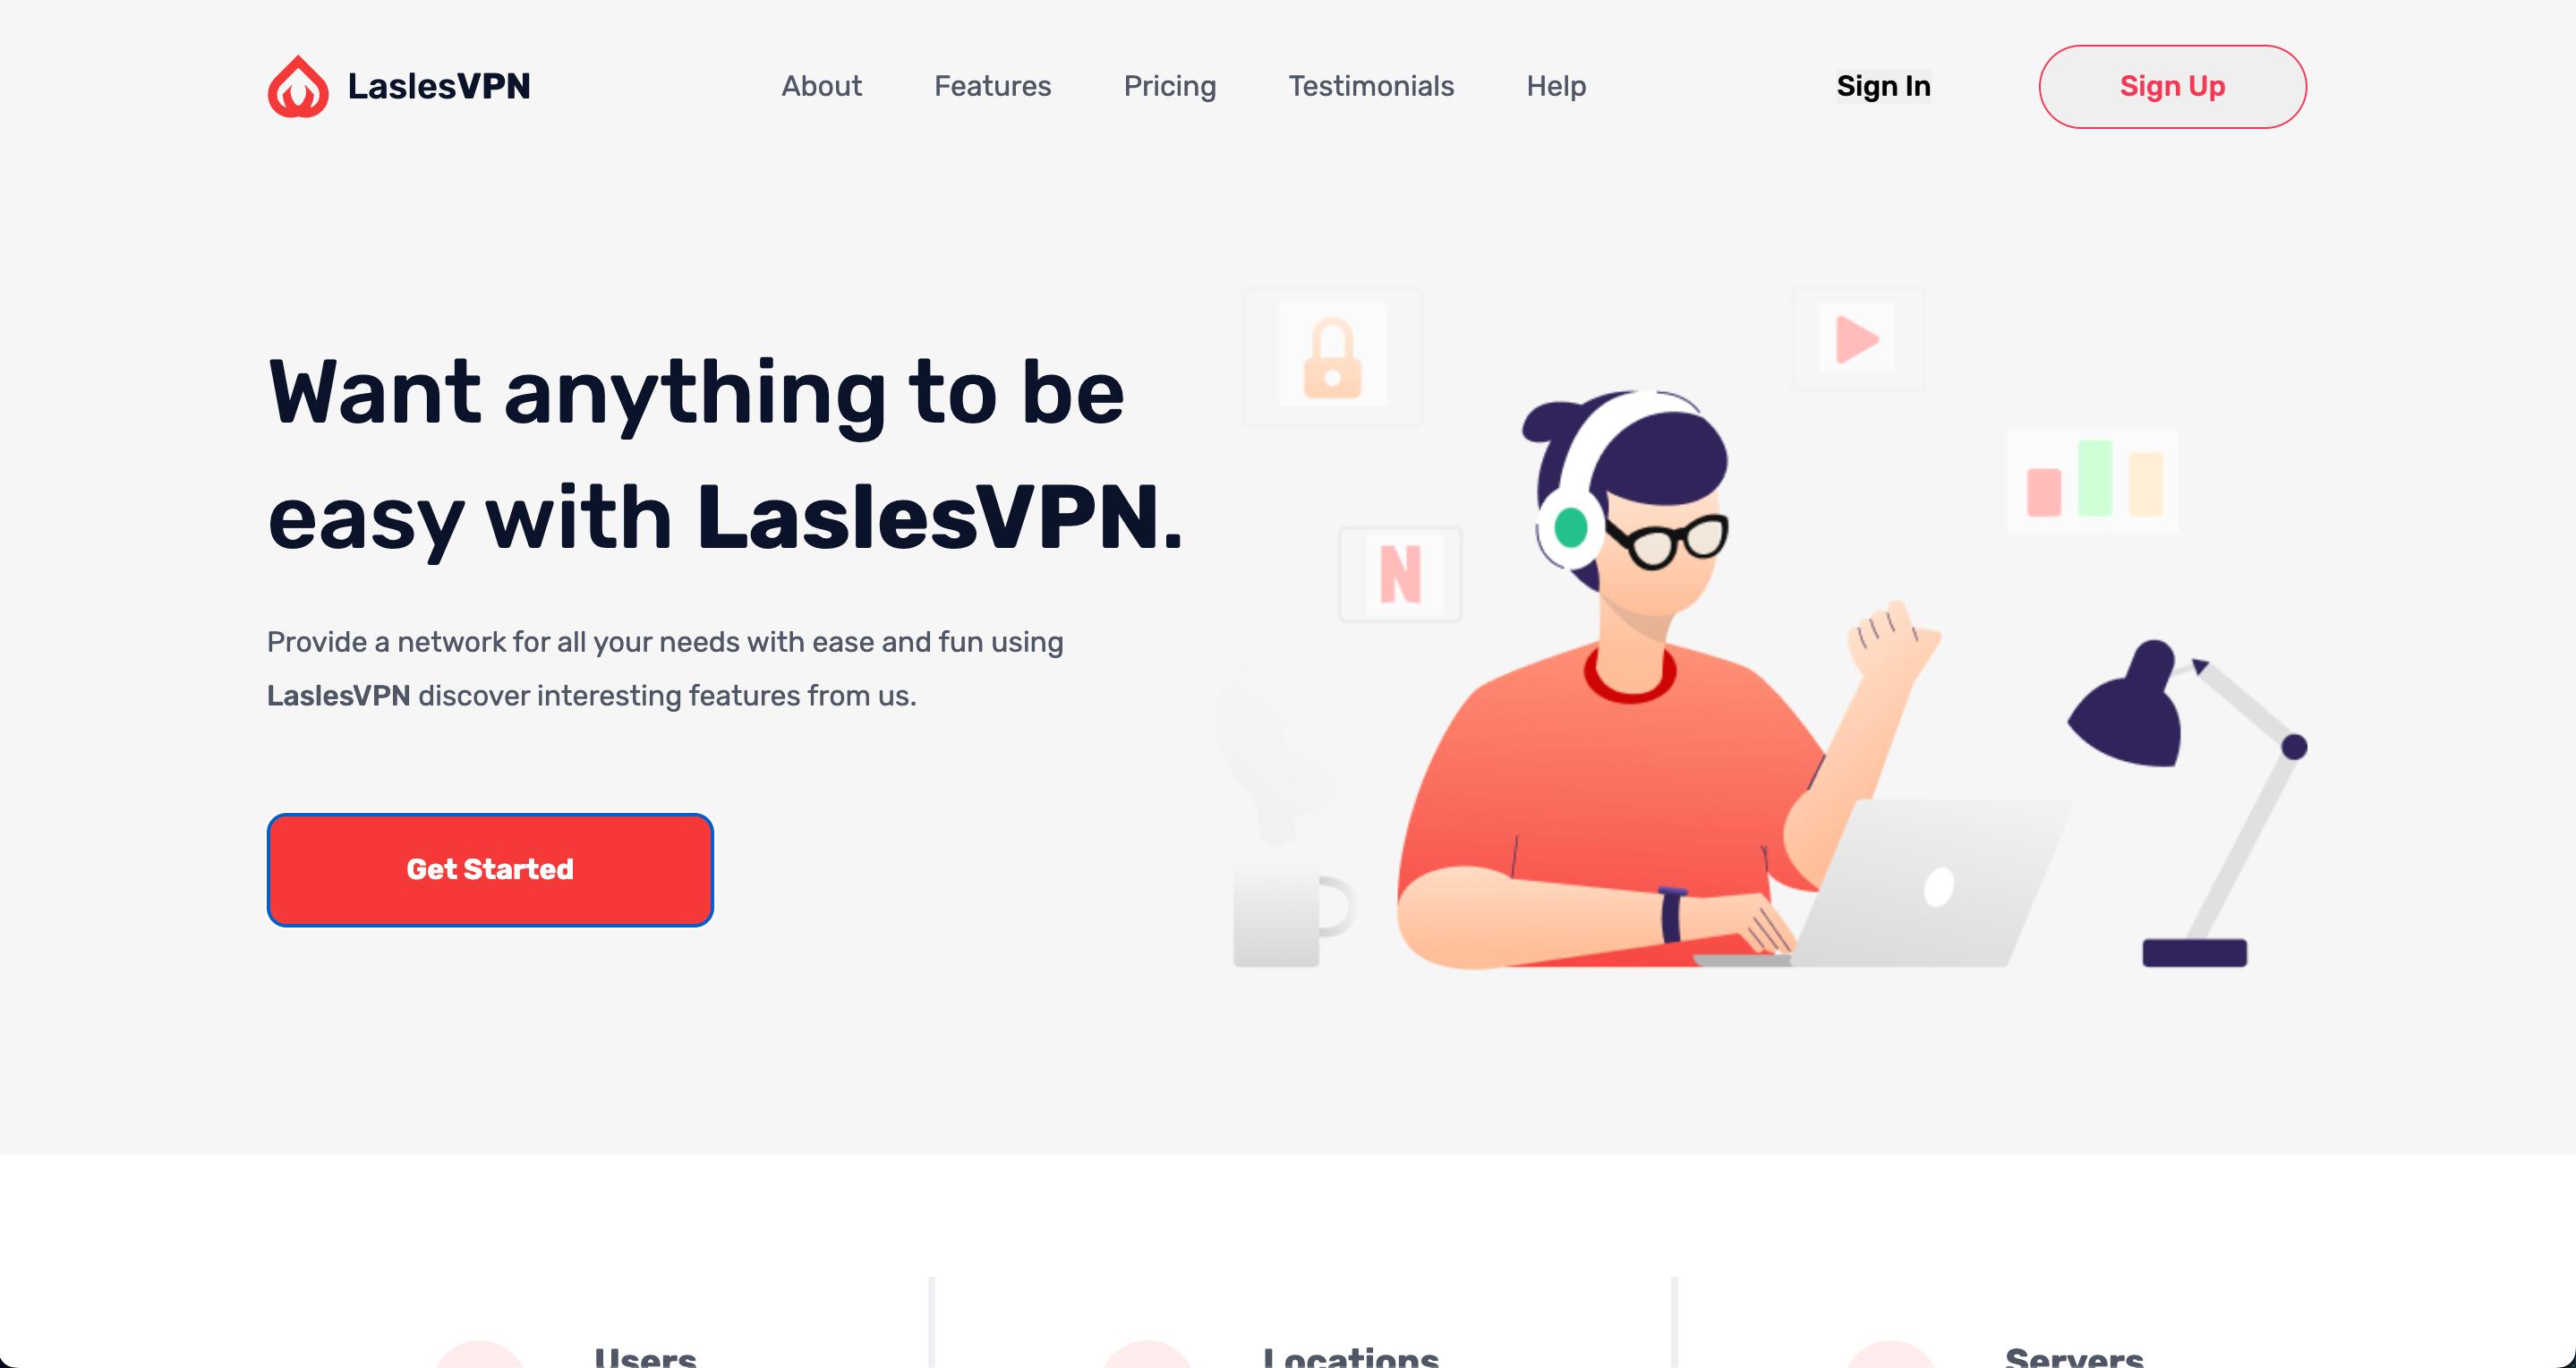 LaslesVPN
About
Features
Pricing
Testimonials
Help
Sign In
Sign Up
Want anything to be
easy with LaslesVPN.
Provide a network for all your needs with ease and fun using
LaslesVPN discover interesting features from us.
Get Started
N
Users
Locations
Servers